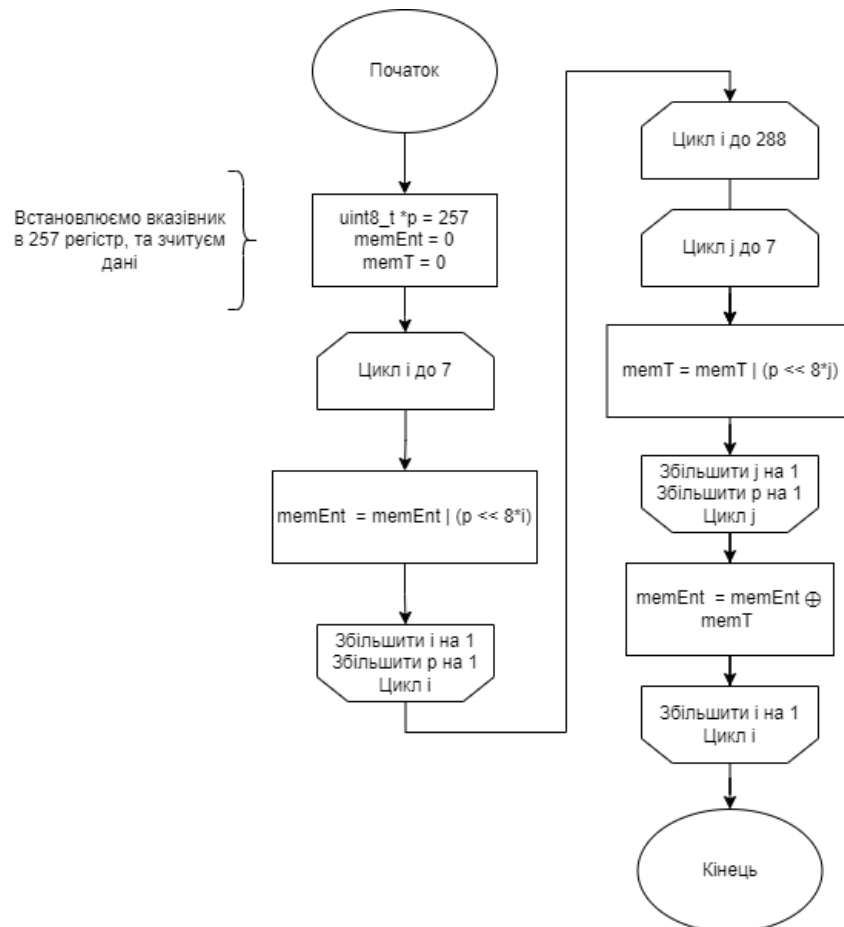 Початок
Встановлюємо вказівник
в 257 регістр, та зчитуєм
дані
uint8_t *p = 257
memEnt = 0
memT = 0
Цикл i до 7
memEnt  = memEnt | (p << 8*i)
Збільшити i на 1
Збільшити p на 1
Цикл i
Цикл i до 288
Цикл j до 7
memT = memT | (p << 8*j)
Збільшити j на 1
Збільшити p на 1
Цикл j
memEnt  = memEnt ⊕
memT
Збільшити i на 1
Цикл i
Кінець